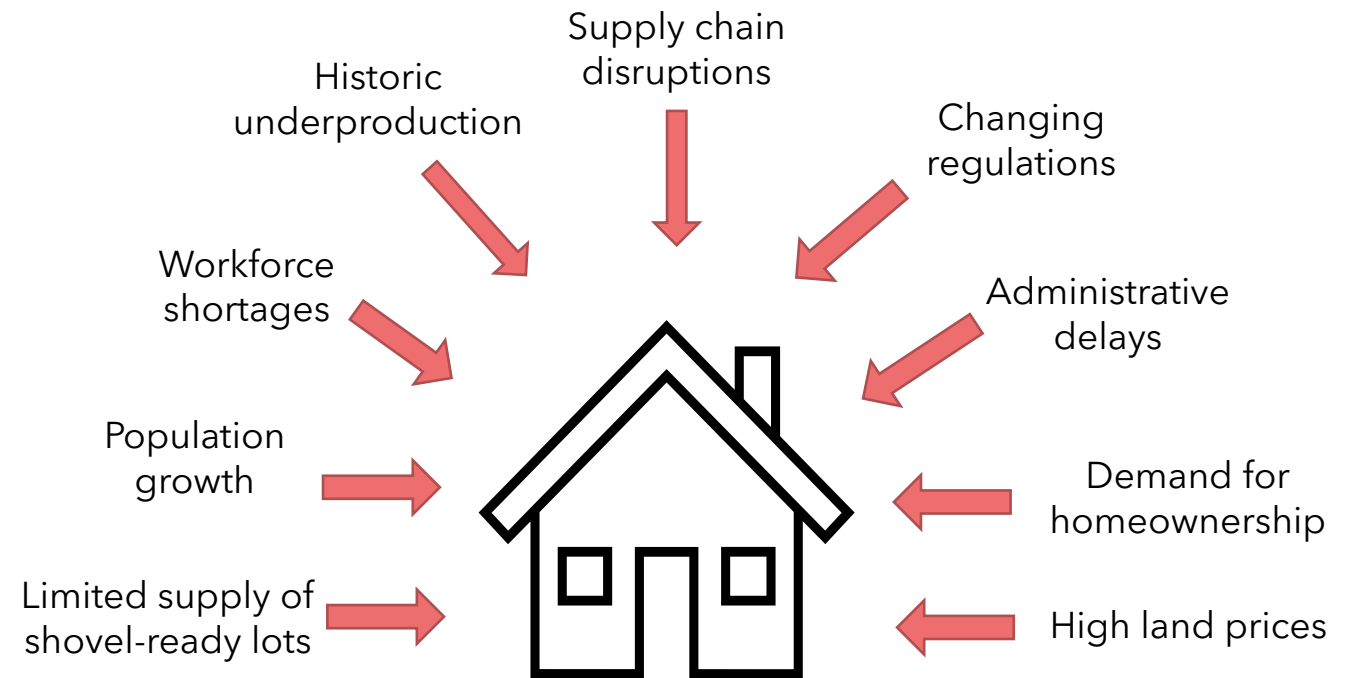 Supply chain
disruptions
Historic
underproduction
Changing
regulations
Workforce
shortages
Administrative
delays
Population
growth
Demand for
homeownership
Limited supply of
shovel-ready lots
High land prices